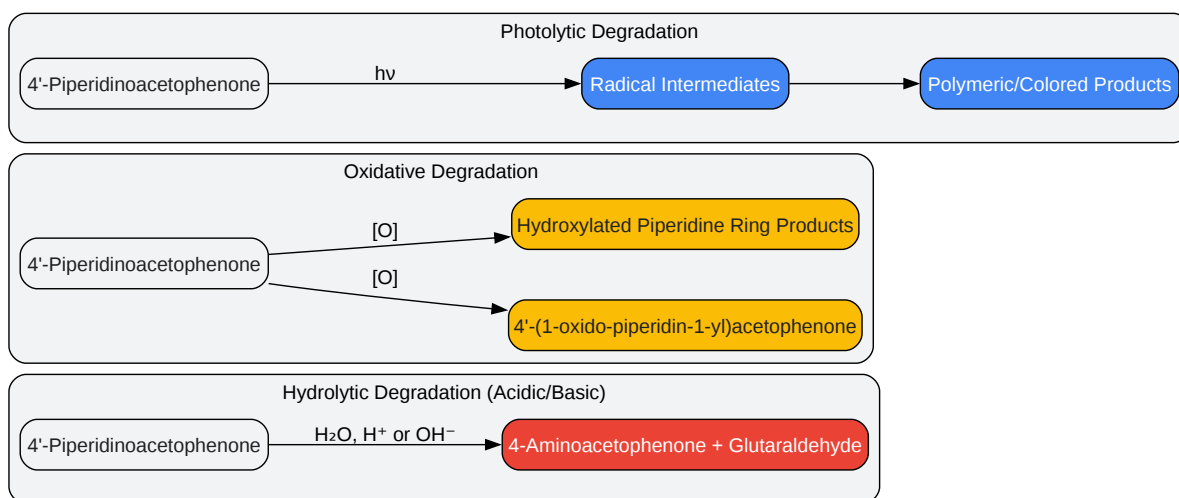 Photolytic Degradation
4'-Piperidinoacetophenone
hν
Radical Intermediates
Polymeric/Colored Products
Oxidative Degradation
4'-Piperidinoacetophenone
[O]
Hydroxylated Piperidine Ring Products
[O]
4'-(1-oxido-piperidin-1-yl)acetophenone
Hydrolytic Degradation (Acidic/Basic)
4'-Piperidinoacetophenone
H₂O, H⁺ or OH⁻
4-Aminoacetophenone + Glutaraldehyde